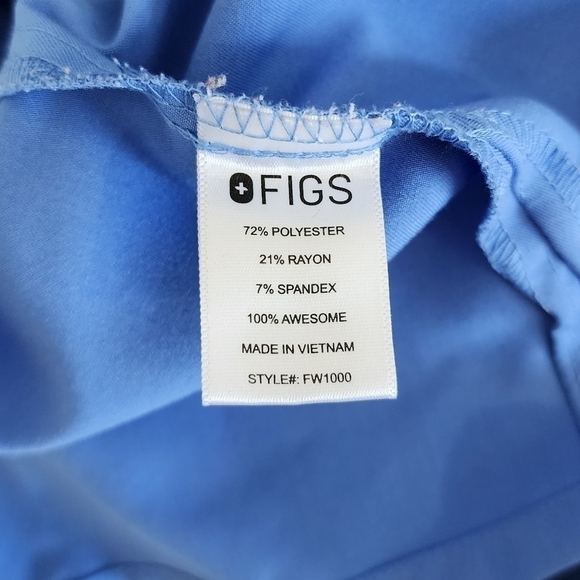 FIGS
72% POLYESTER
21% RAYON
7% SPANDEX
100% AWESOME
MADE IN VIETNAM
STYLE#: FW1000